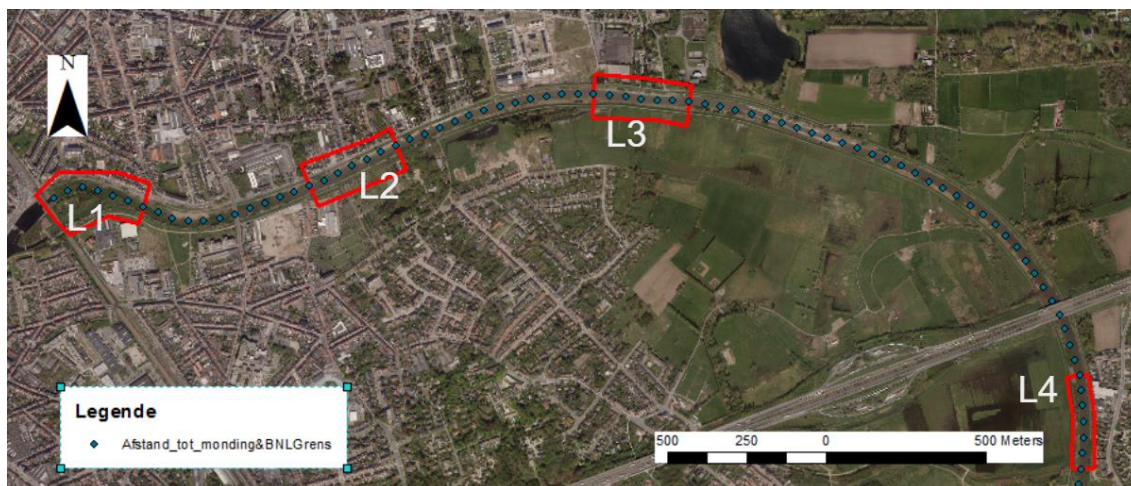 N
L1
L2
L3
L4
Legende
Afstand_tot_monding&BNLGrens
500 250 0 500 Meters